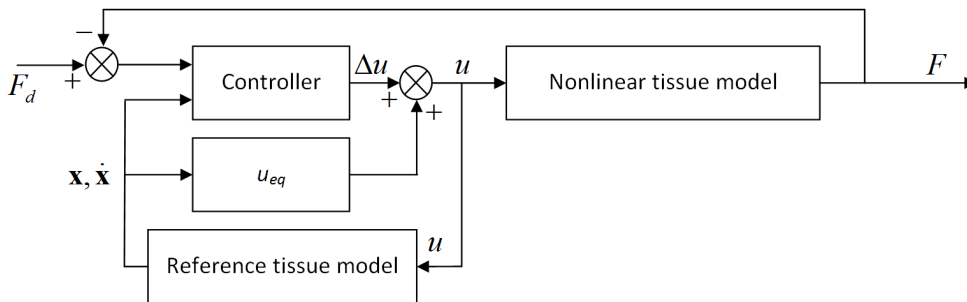 −
F_d
+
Controller
Δu
+
+
u
Nonlinear tissue model
F
x, ẋ
u_eq
Reference tissue model
u